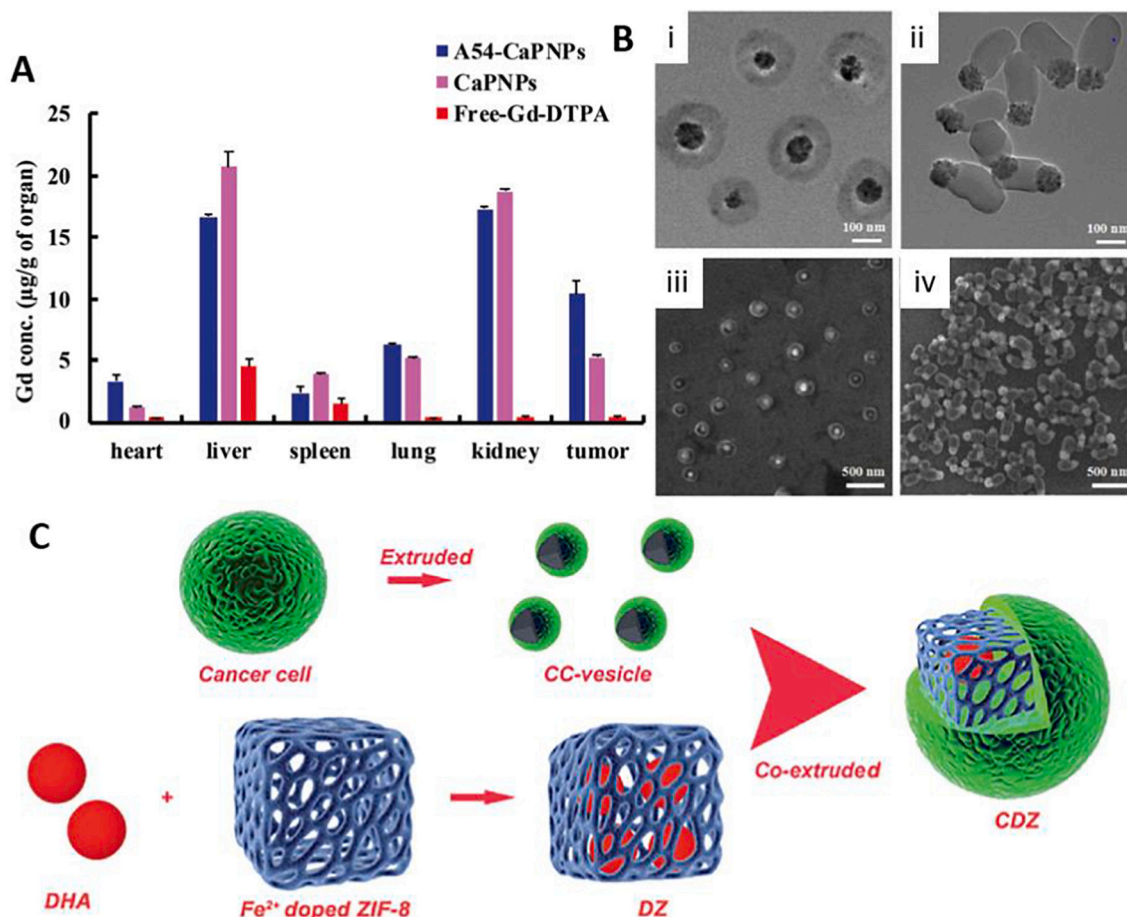 A
A54-CaPNPs
CaPNPs
Free-Gd-DTPA
Gd conc. (μg/g of organ)
25
20
15
10
5
0
heart liver spleen lung kidney tumor
B
i
100 nm
ii
100 nm
iii
500 nm
iv
500 nm
C
Cancer cell
Extruded
CC-vesicle
DHA
+
Fe²⁺ doped ZIF-8
DZ
Co-extruded
CDZ